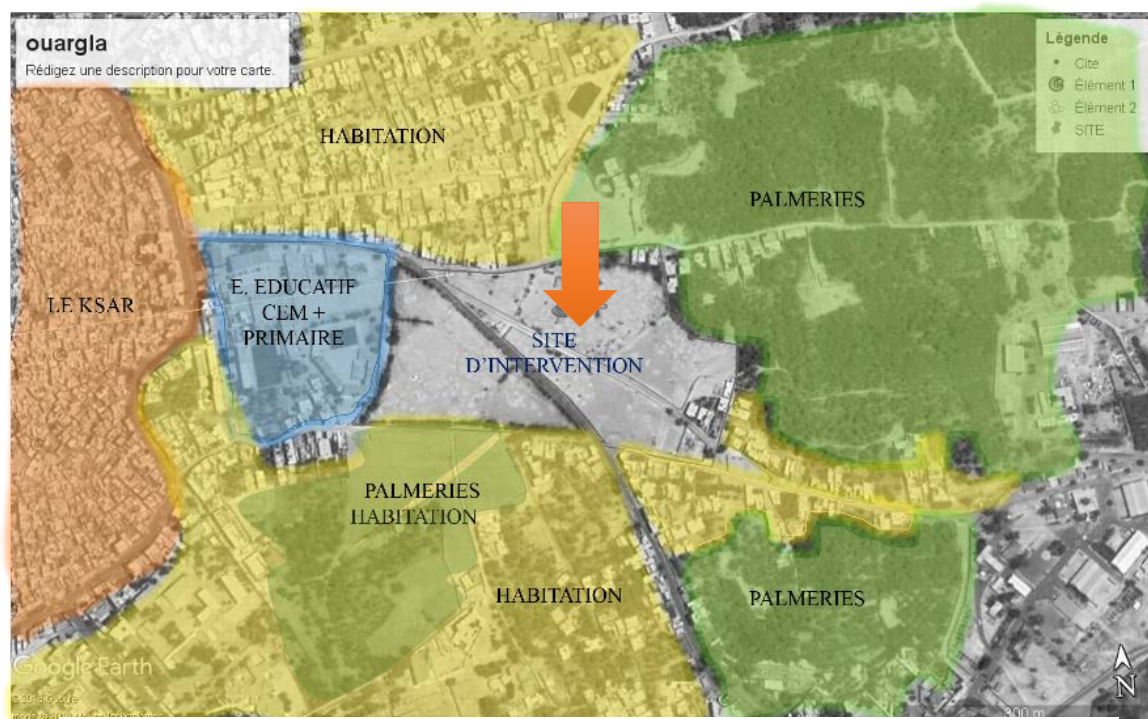 ouargla
Rédigez une description pour votre carte.
Légende
Cite
Élément 1
Élément 2
SITE
HABITATION
PALMERIES
LE KSAR
E. EDUCATIF
CEM +
PRIMAIRE
SITE
D'INTERVENTION
PALMERIES
HABITATION
HABITATION
PALMERIES
Google Earth
N
300 m